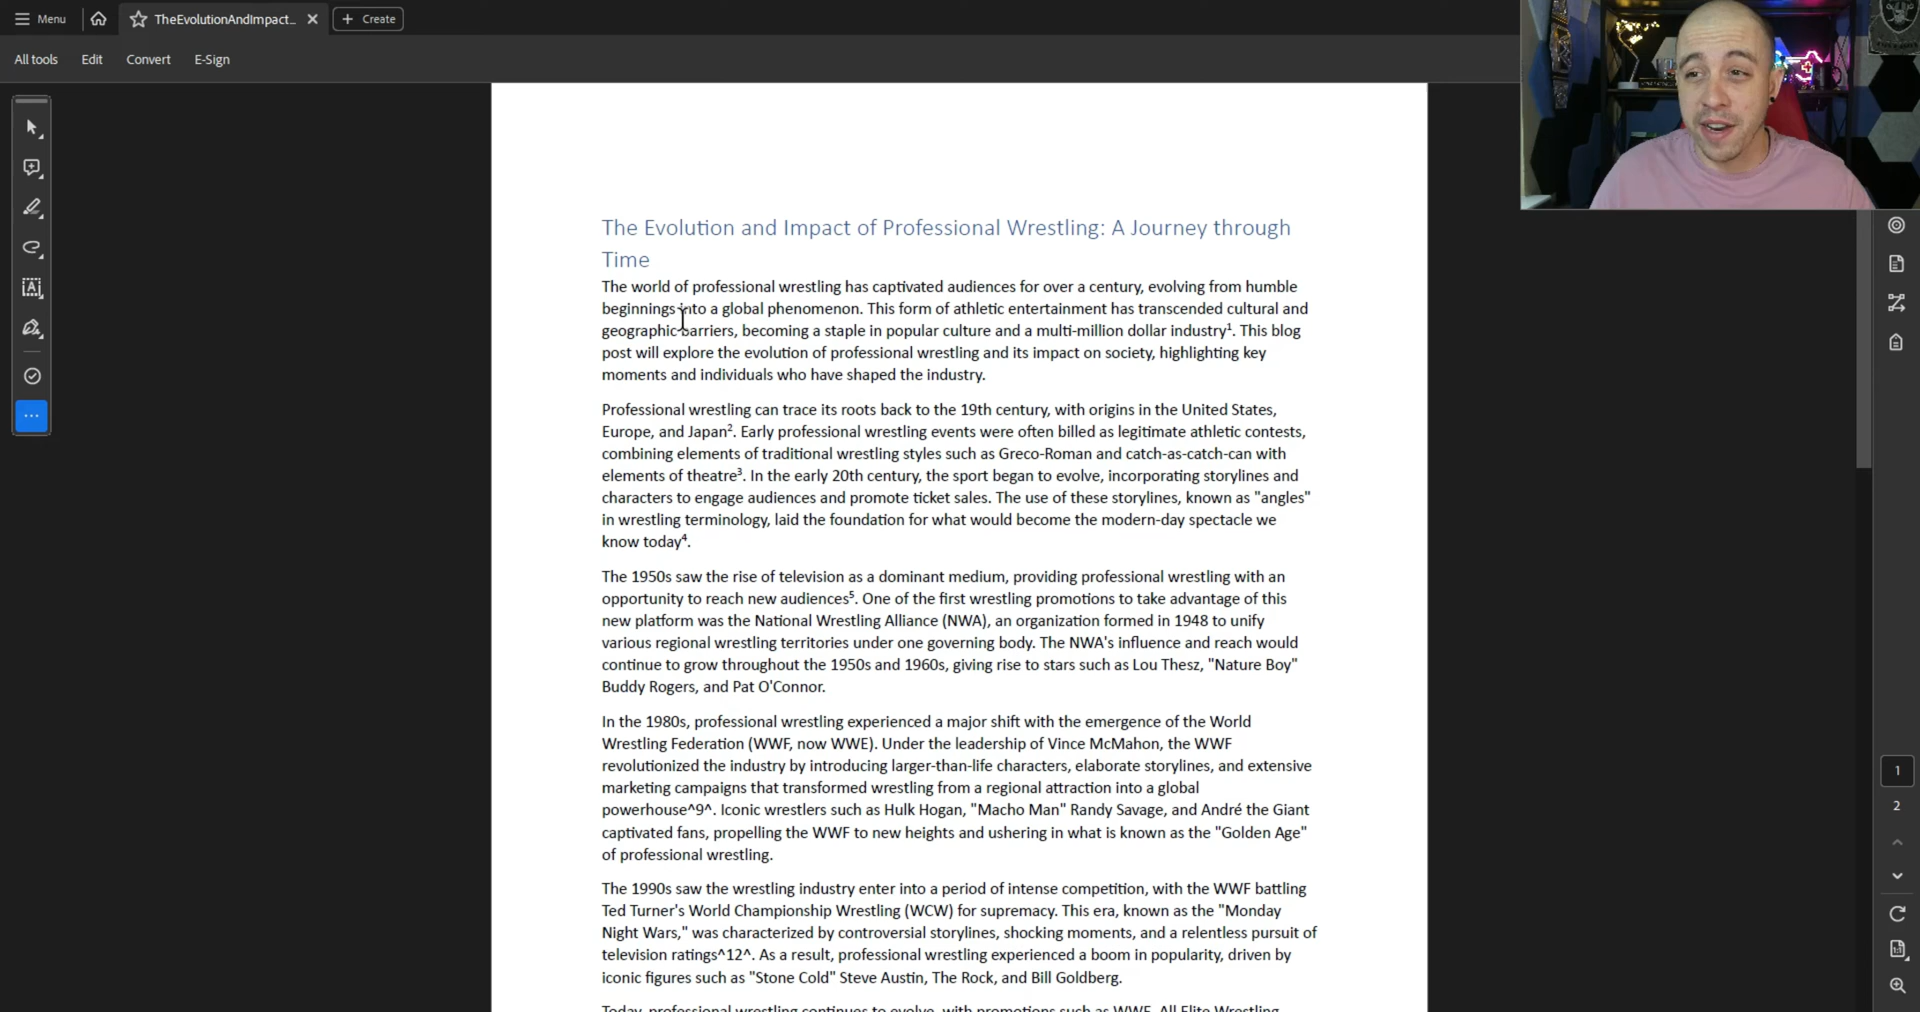 Menu
TheEvolutionAndImpact...
Create
All tools
Edit
Convert
E-Sign
The Evolution and Impact of Professional Wrestling: A Journey through
Time
The world of professional wrestling has captivated audiences for over a century, evolving from humble
beginnings into a global phenomenon. This form of athletic entertainment has transcended cultural and
geographic barriers, becoming a staple in popular culture and a multi-million dollar industry¹. This blog
post will explore the evolution of professional wrestling and its impact on society, highlighting key
moments and individuals who have shaped the industry.
Professional wrestling can trace its roots back to the 19th century, with origins in the United States,
Europe, and Japan². Early professional wrestling events were often billed as legitimate athletic contests,
combining elements of traditional wrestling styles such as Greco-Roman and catch-as-catch-can with
elements of theatre³. In the early 20th century, the sport began to evolve, incorporating storylines and
characters to engage audiences and promote ticket sales. The use of these storylines, known as "angles"
in wrestling terminology, laid the foundation for what would become the modern-day spectacle we
know today⁴.
The 1950s saw the rise of television as a dominant medium, providing professional wrestling with an
opportunity to reach new audiences⁵. One of the first wrestling promotions to take advantage of this
new platform was the National Wrestling Alliance (NWA), an organization formed in 1948 to unify
various regional wrestling territories under one governing body. The NWA's influence and reach would
continue to grow throughout the 1950s and 1960s, giving rise to stars such as Lou Thesz, "Nature Boy"
Buddy Rogers, and Pat O'Connor.
In the 1980s, professional wrestling experienced a major shift with the emergence of the World
Wrestling Federation (WWF, now WWE). Under the leadership of Vince McMahon, the WWF
revolutionized the industry by introducing larger-than-life characters, elaborate storylines, and extensive
marketing campaigns that transformed wrestling from a regional attraction into a global
powerhouse^9^. Iconic wrestlers such as Hulk Hogan, "Macho Man" Randy Savage, and André the Giant
captivated fans, propelling the WWF to new heights and ushering in what is known as the "Golden Age"
of professional wrestling.
The 1990s saw the wrestling industry enter into a period of intense competition, with the WWF battling
Ted Turner's World Championship Wrestling (WCW) for supremacy. This era, known as the "Monday
Night Wars," was characterized by controversial storylines, shocking moments, and a relentless pursuit of
television ratings^12^. As a result, professional wrestling experienced a boom in popularity, driven by
iconic figures such as "Stone Cold" Steve Austin, The Rock, and Bill Goldberg.
Today, professional wrestling continues to evolve, with promotions such as WWE, All Elite Wrestling
1
2